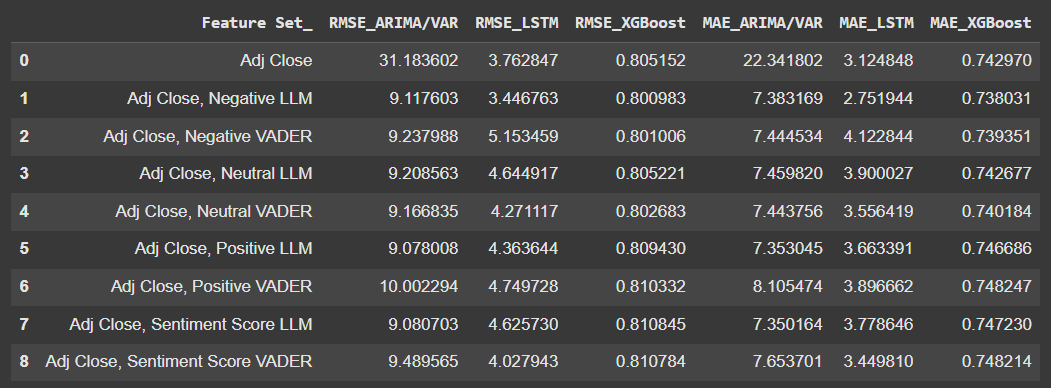 Feature Set_ RMSE_ARIMA/VAR RMSE_LSTM RMSE_XGBoost MAE_ARIMA/VAR MAE_LSTM MAE_XGBoost
0 Adj Close 31.183602 3.762847 0.805152 22.341802 3.124848 0.742970
1 Adj Close, Negative LLM 9.117603 3.446763 0.800983 7.383169 2.751944 0.738031
2 Adj Close, Negative VADER 9.237988 5.153459 0.801006 7.444534 4.122844 0.739351
3 Adj Close, Neutral LLM 9.208563 4.644917 0.805221 7.459820 3.900027 0.742677
4 Adj Close, Neutral VADER 9.166835 4.271117 0.802683 7.443756 3.556419 0.740184
5 Adj Close, Positive LLM 9.078008 4.363644 0.809430 7.353045 3.663391 0.746686
6 Adj Close, Positive VADER 10.002294 4.749728 0.810332 8.105474 3.896662 0.748247
7 Adj Close, Sentiment Score LLM 9.080703 4.625730 0.810845 7.350164 3.778646 0.747230
8 Adj Close, Sentiment Score VADER 9.489565 4.027943 0.810784 7.653701 3.449810 0.748214